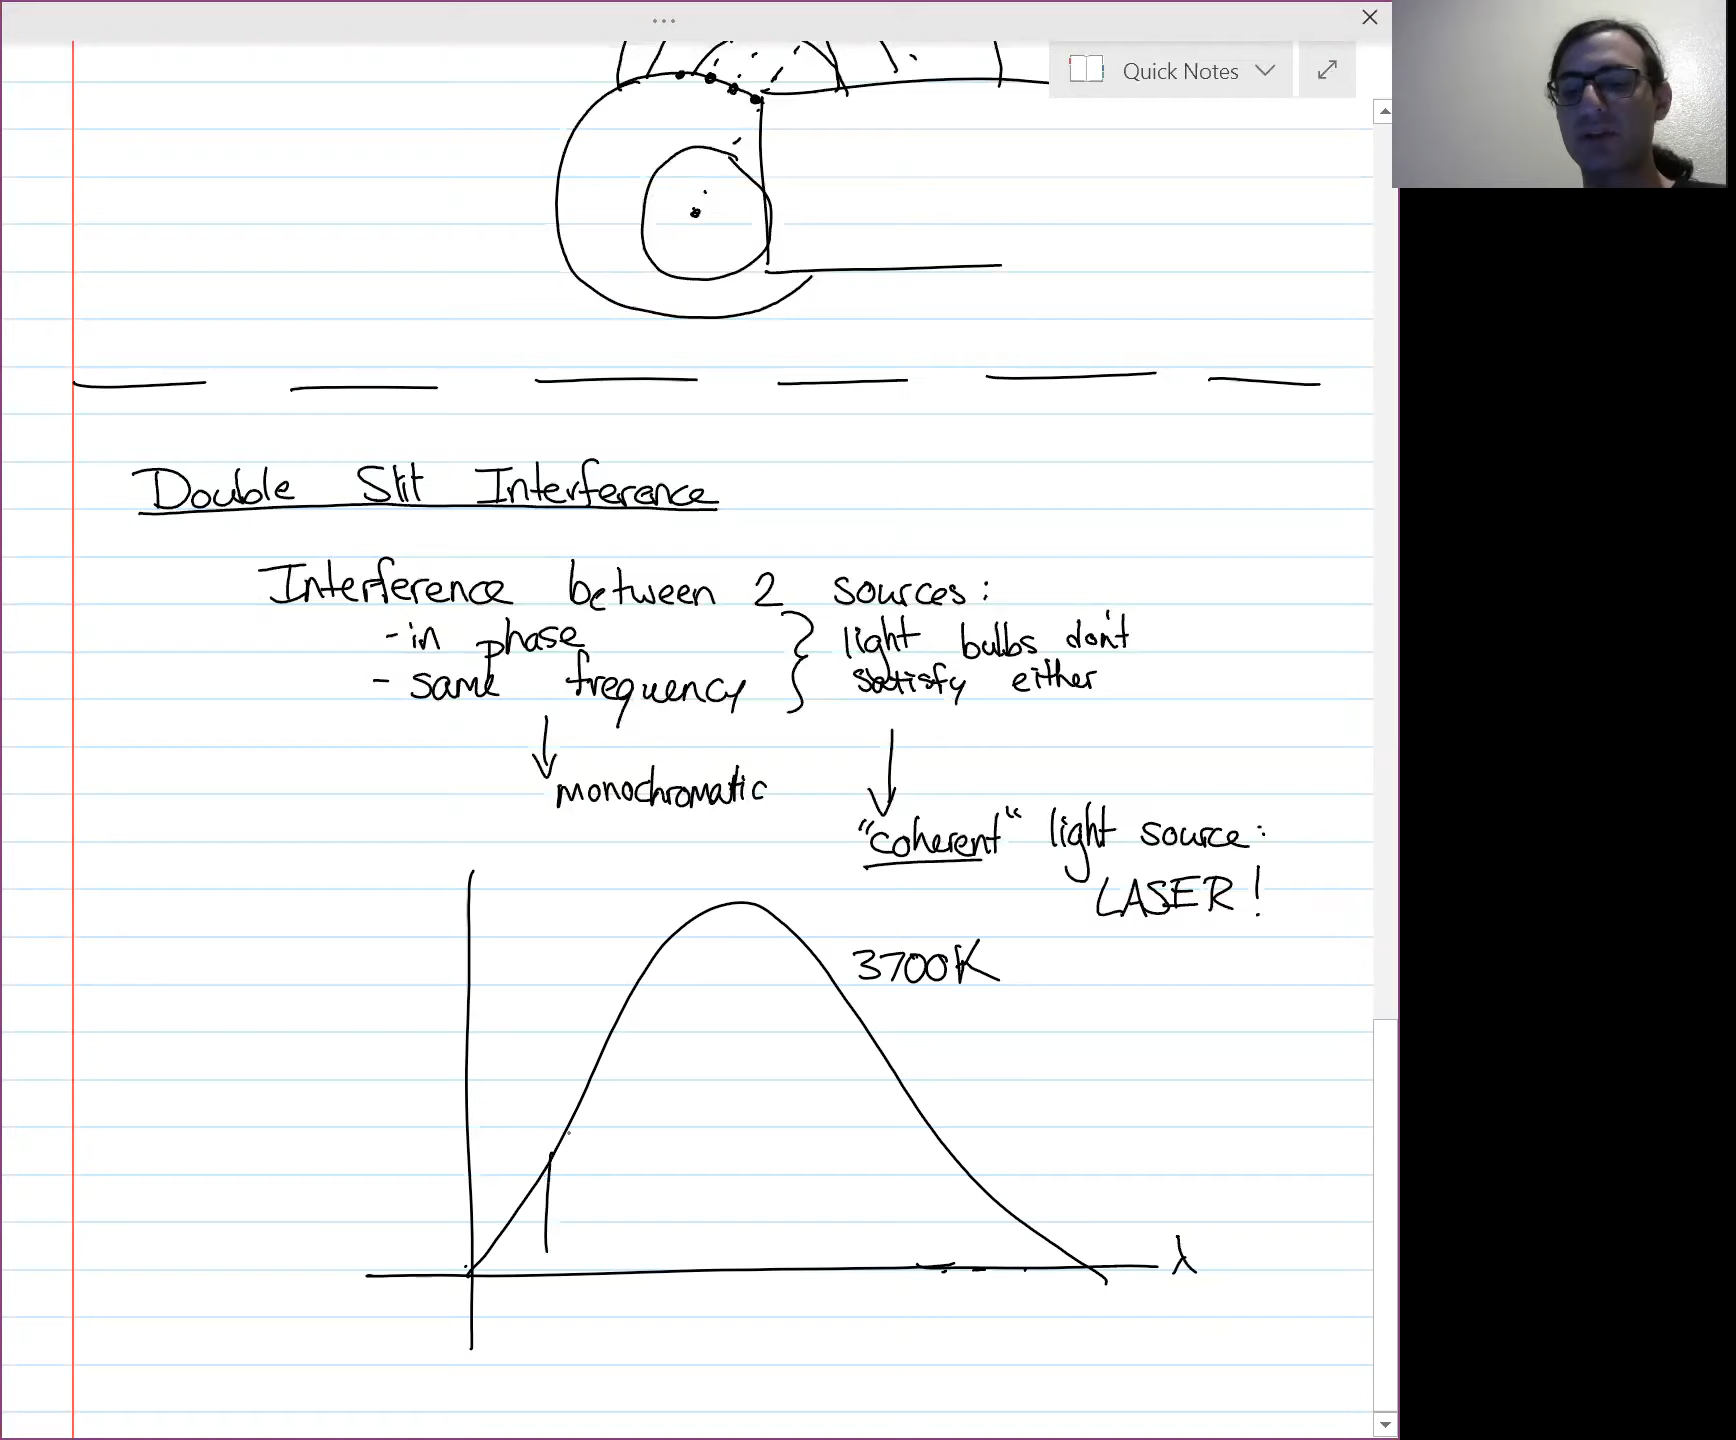 Quick Notes
Double Slit Interference
Interference between 2 sources:
- in phase
- same frequency
light bulbs don't
satisfy either
monochromatic
"coherent" light source:
LASER!
3700K
λ